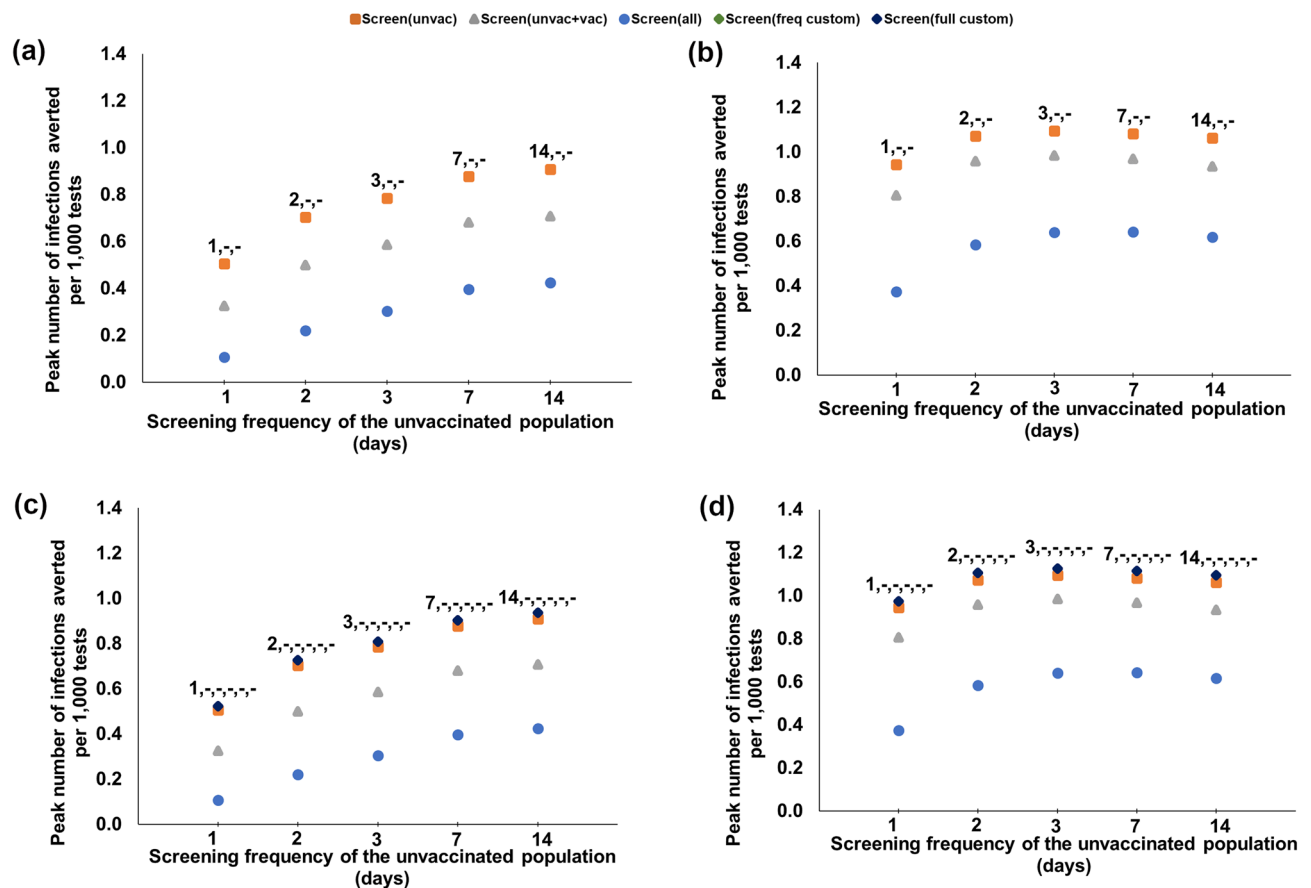 Screen(unvac) Screen(unvac+vac) Screen(all) Screen(freq custom) Screen(full custom)
(a)
Peak number of infections averted
per 1,000 tests
1.4
1.2
1.0
0.8
0.6
0.4
0.2
0.0
1,-,-
2,-,-
3,-,-
7,-,-
14,-,-
1 2 3 7 14
Screening frequency of the unvaccinated population
(days)
(b)
Peak number of infections averted
per 1,000 tests
1.4
1.2
1.0
0.8
0.6
0.4
0.2
0.0
1,-,-
2,-,-
3,-,-
7,-,-
14,-,-
1 2 3 7 14
Screening frequency of the unvaccinated population
(days)
(c)
Peak number of infections averted
per 1,000 tests
1.4
1.2
1.0
0.8
0.6
0.4
0.2
0.0
1,-,-,-,-,-
2,-,-,-,-,-
3,-,-,-,-,-
7,-,-,-,-,-
14,-,-,-,-,-
1 2 3 7 14
Screening frequency of the unvaccinated population
(days)
(d)
Peak number of infections averted
per 1,000 tests
1.4
1.2
1.0
0.8
0.6
0.4
0.2
0.0
1,-,-,-,-,-
2,-,-,-,-,-
3,-,-,-,-,-
7,-,-,-,-,-
14,-,-,-,-,-
1 2 3 7 14
Screening frequency of the unvaccinated population
(days)